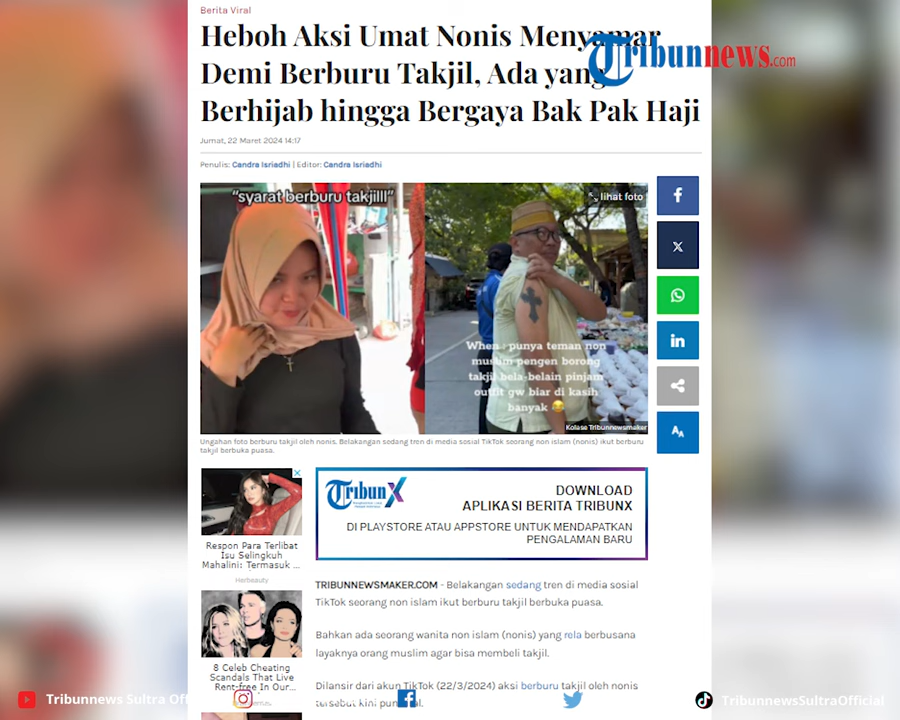 Berita Viral
Heboh Aksi Umat Nonis Menyamar
Demi Berburu Takjil, Ada yang
Berhijab hingga Bergaya Bak Pak Haji
Tribunnews.com
Jumat, 22 Maret 2024 14:17
Penulis: Candra Isriadhi | Editor: Candra Isriadhi
"syarat berburu takjilll"
lihat foto
When : punya teman non
muslim pengen borong
takjil bela-belain pinjam
outfit gw biar di kasih
banyak 😂
Kolase Tribunnewsmaker
Ungahan foto berburu takjil oleh nonis. Belakangan sedang tren di media sosial TikTok seorang non islam (nonis) ikut berburu
takjil berbuka puasa.
Respon Para Terlibat
Isu Selingkuh
Mahalini: Termasuk ...
Herbeauty
8 Celeb Cheating
Scandals That Live
Rent-free In Our...
TribunX
DOWNLOAD
APLIKASI BERITA TRIBUNX
DI PLAYSTORE ATAU APPSTORE UNTUK MENDAPATKAN
PENGALAMAN BARU
TRIBUNNEWSMAKER.COM - Belakangan sedang tren di media sosial
TikTok seorang non islam ikut berburu takjil berbuka puasa.
Bahkan ada seorang wanita non islam (nonis) yang rela berbusana
layaknya orang muslim agar bisa membeli takjil.
Dilansir dari akun TikTok (22/3/2024) aksi berburu takjil oleh nonis
tersebut kini
Tribunnews Sultra Off
TribunnewsSultraOfficial